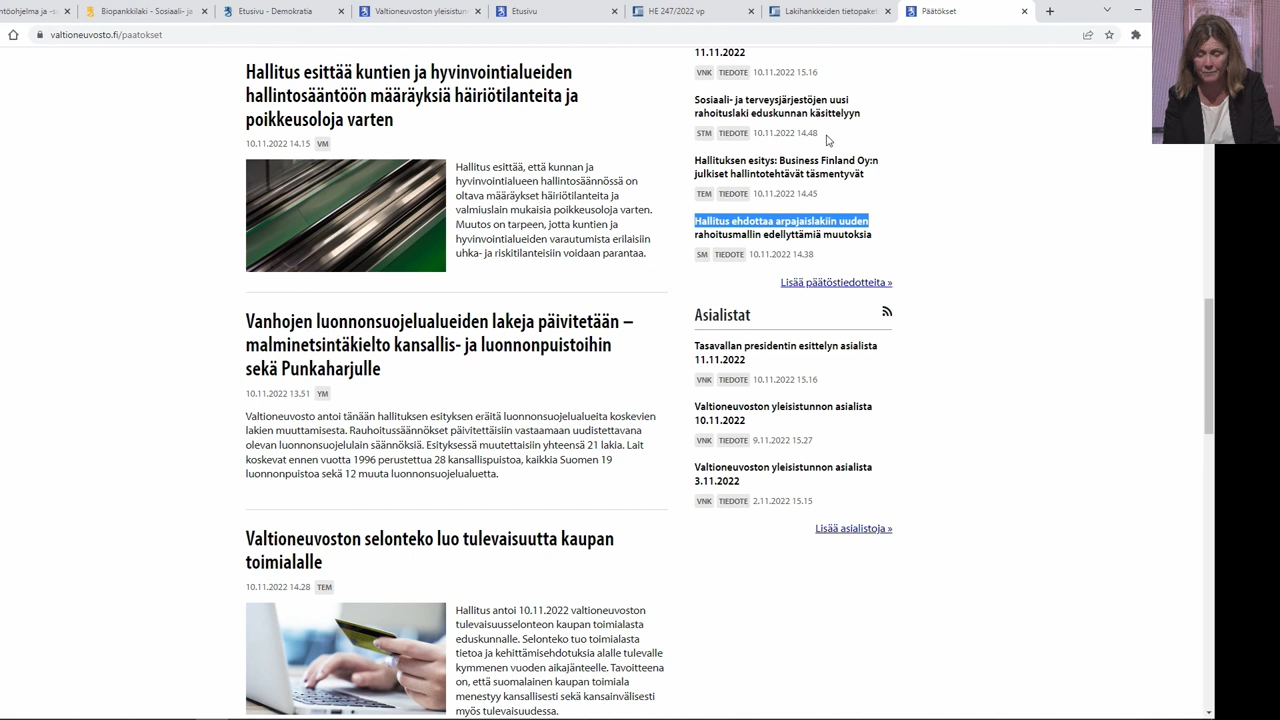 ntöohjelma ja -s
Biopankkilaki - Sosiaali- ja
Etusivu - Demokratia
Valtioneuvoston yleisistun
Etusivu
HE 247/2022 vp
Lakihankkeiden tietopaket
Päätökset
valtioneuvosto.fi/paatokset
Hallitus esittää kuntien ja hyvinvointialueiden
hallintosääntöön määräyksiä häiriötilanteita ja
poikkeusoloja varten
10.11.2022 14.15 VM
Hallitus esittää, että kunnan ja
hyvinvointialueen hallintosäännössä on
oltava määräykset häiriötilanteita ja
valmiuslain mukaisia poikkeusoloja varten.
Muutos on tarpeen, jotta kuntien ja
hyvinvointialueiden varautumista erilaisiin
uhka- ja riskitilanteisiin voidaan parantaa.
Vanhojen luonnonsuojelualueiden lakeja päivitetään –
malminetsintäkielto kansallis- ja luonnonpuistoihin
sekä Punkaharjulle
10.11.2022 13.51 YM
Valtioneuvosto antoi tänään hallituksen esityksen eräitä luonnonsuojelualueita koskevien
lakien muuttamisesta. Rauhoitussäännökset päivitettäisiin vastaamaan uudistettavana
olevan luonnonsuojelulain säännöksiä. Esityksessä muutettaisiin yhteensä 21 lakia. Lait
koskevat ennen vuotta 1996 perustettua 28 kansallispuistoa, kaikkia Suomen 19
luonnonpuistoa sekä 12 muuta luonnonsuojelualuetta.
Valtioneuvoston selonteko luo tulevaisuutta kaupan
toimialalle
10.11.2022 14.28 TEM
Hallitus antoi 10.11.2022 valtioneuvoston
tulevaisuusselonteon kaupan toimialasta
eduskunnalle. Selonteko tuo toimialasta
tietoa ja kehittämisehdotuksia alalle tulevalle
kymmenen vuoden aikajänteelle. Tavoitteena
on, että suomalainen kaupan toimiala
menestyy kansallisesti sekä kansainvälisesti
myös tulevaisuudessa.
11.11.2022
VNK TIEDOTE 10.11.2022 15.16
Sosiaali- ja terveysjärjestöjen uusi
rahoituslaki eduskunnan käsittelyyn
STM TIEDOTE 10.11.2022 14.48
Hallituksen esitys: Business Finland Oy:n
julkiset hallintotehtävät täsmentyvät
TEM TIEDOTE 10.11.2022 14.45
Hallitus ehdottaa arpajaislakiin uuden
rahoitusmallin edellyttämiä muutoksia
SM TIEDOTE 10.11.2022 14.38
Lisää päätöstiedotteita »
Asialistat
Tasavallan presidentin esittelyn asialista
11.11.2022
VNK TIEDOTE 10.11.2022 15.16
Valtioneuvoston yleisistunnon asialista
10.11.2022
VNK TIEDOTE 9.11.2022 15.27
Valtioneuvoston yleisistunnon asialista
3.11.2022
VNK TIEDOTE 2.11.2022 15.15
Lisää asialistoja »